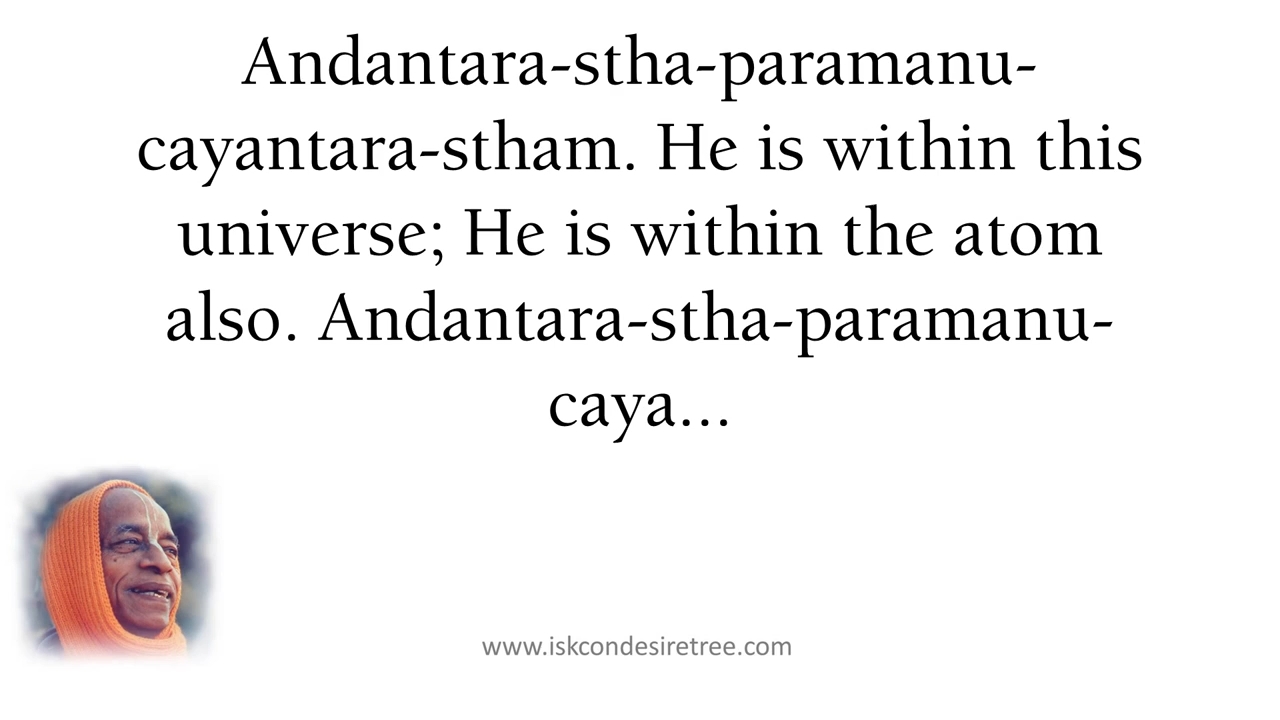 Andantara-stha-paramanu-
cayantara-stham. He is within this
universe; He is within the atom
also. Andantara-stha-paramanu-
caya...
www.iskcondesiretree.com